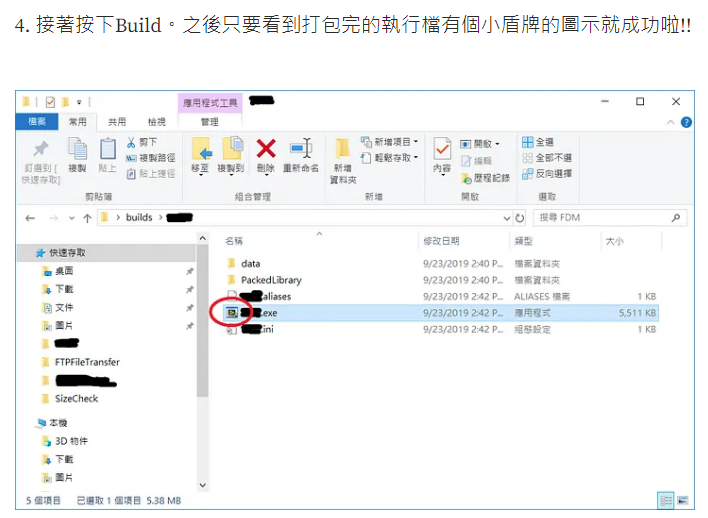 4. 接著按下Build。之後只要看到打包完的執行檔有個小盾牌的圖示就成功啦!!
應用程式工具
檔案 常用 共用 檢視 管理
釘選到 [快速存取]
複製
貼上
剪下
複製路徑
貼上捷徑
剪貼簿
移至
複製到
刪除
重新命名
組合管理
新增資料夾
新增項目
輕鬆存取
新增
內容
開啟
編輯
歷程記錄
開啟
全選
全部不選
反向選擇
選取
builds
搜尋 FDM
快速存取
桌面
下載
文件
圖片
FTPFileTransfer
SizeCheck
本機
3D 物件
下載
圖片
名稱 修改日期 類型 大小
data 9/23/2019 2:40 P... 檔案資料夾
PackedLibrary 9/23/2019 2:40 P... 檔案資料夾
.aliases 9/23/2019 2:42 P... ALIASES 檔案 1 KB
.exe 9/23/2019 2:42 P... 應用程式 5,511 KB
.ini 9/23/2019 2:42 P... 組態設定 1 KB
5 個項目 已選取 1 個項目 5.38 MB